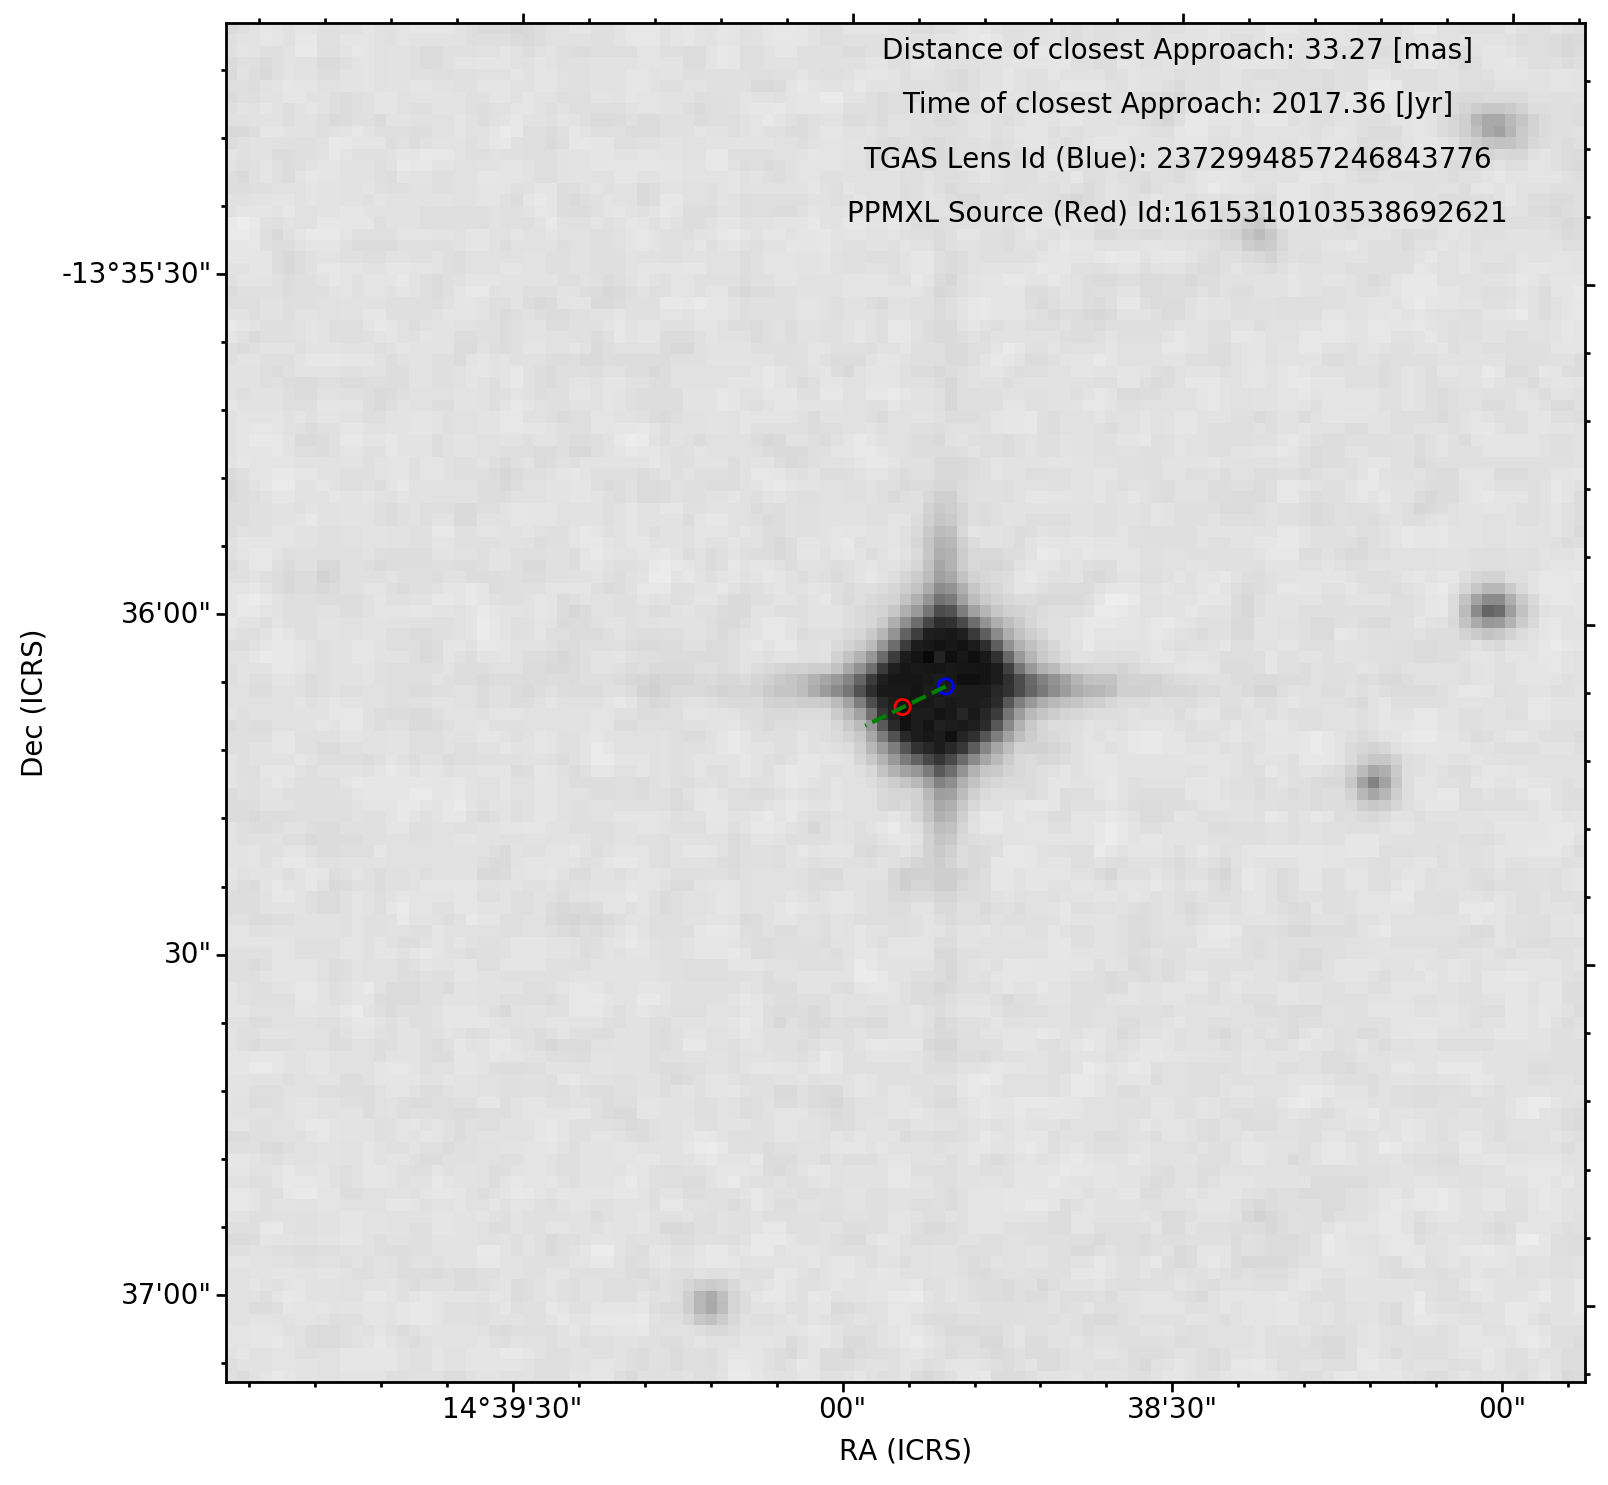 Distance of closest Approach: 33.27 [mas]
Time of closest Approach: 2017.36 [Jyr]
TGAS Lens Id (Blue): 2372994857246843776
PPMXL Source (Red) Id:1615310103538692621
-13°35'30"
36'00"
30"
37'00"
Dec (ICRS)
14°39'30"
00"
38'30"
00"
RA (ICRS)